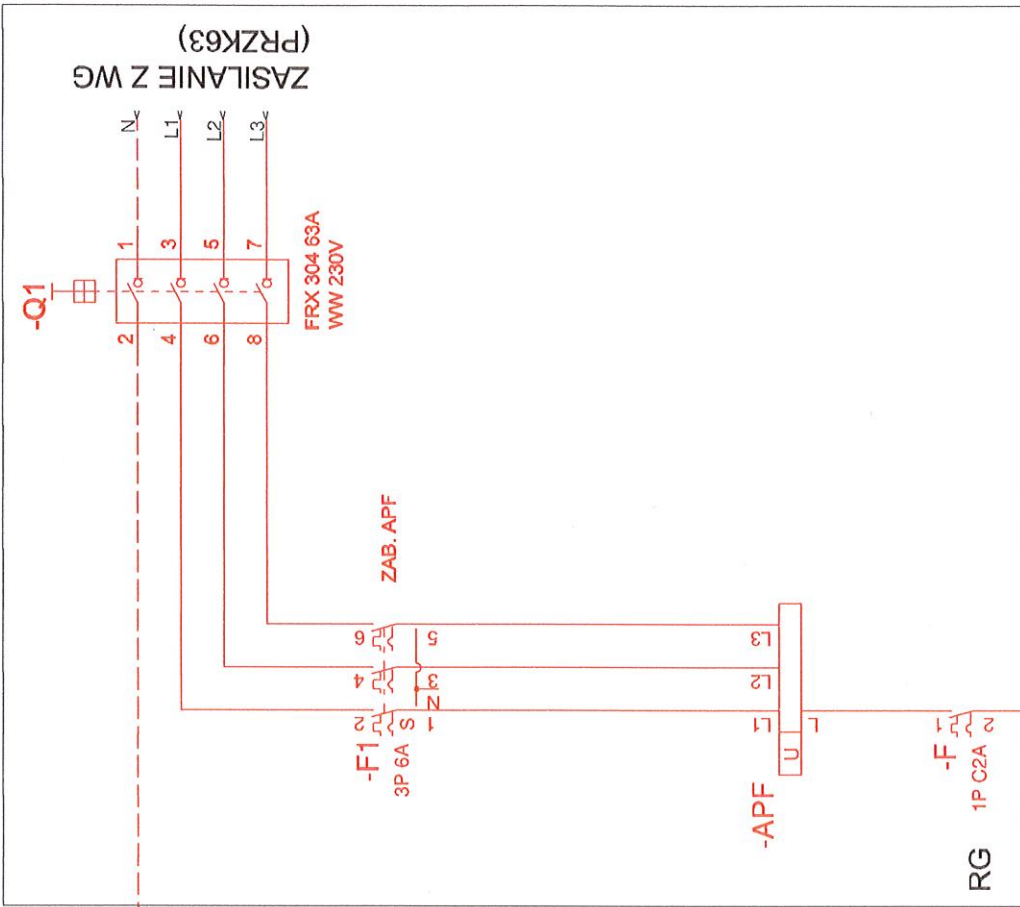 ZASILANIE Z WG
(PRZK63)
N
L1
L2
L3
-Q1
1
3
5
7
2
4
6
8
FRX 304 63A
WW 230V
ZAB. APF
-F1
3P 6A
2
4
6
S
1
3
5
N
L1
L2
L3
-APF
U
L
-F
1P C2A
1
2
RG